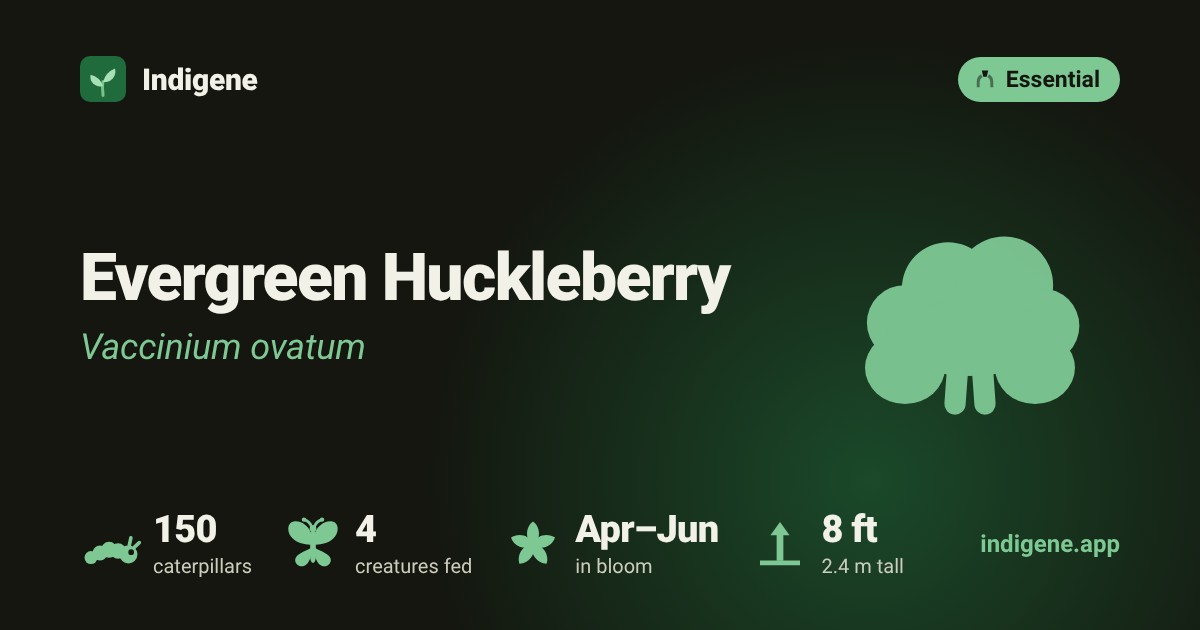 Indigene
Essential
Evergreen Huckleberry
Vaccinium ovatum
150
caterpillars
4
creatures fed
Apr–Jun
in bloom
8 ft
2.4 m tall
indigene.app